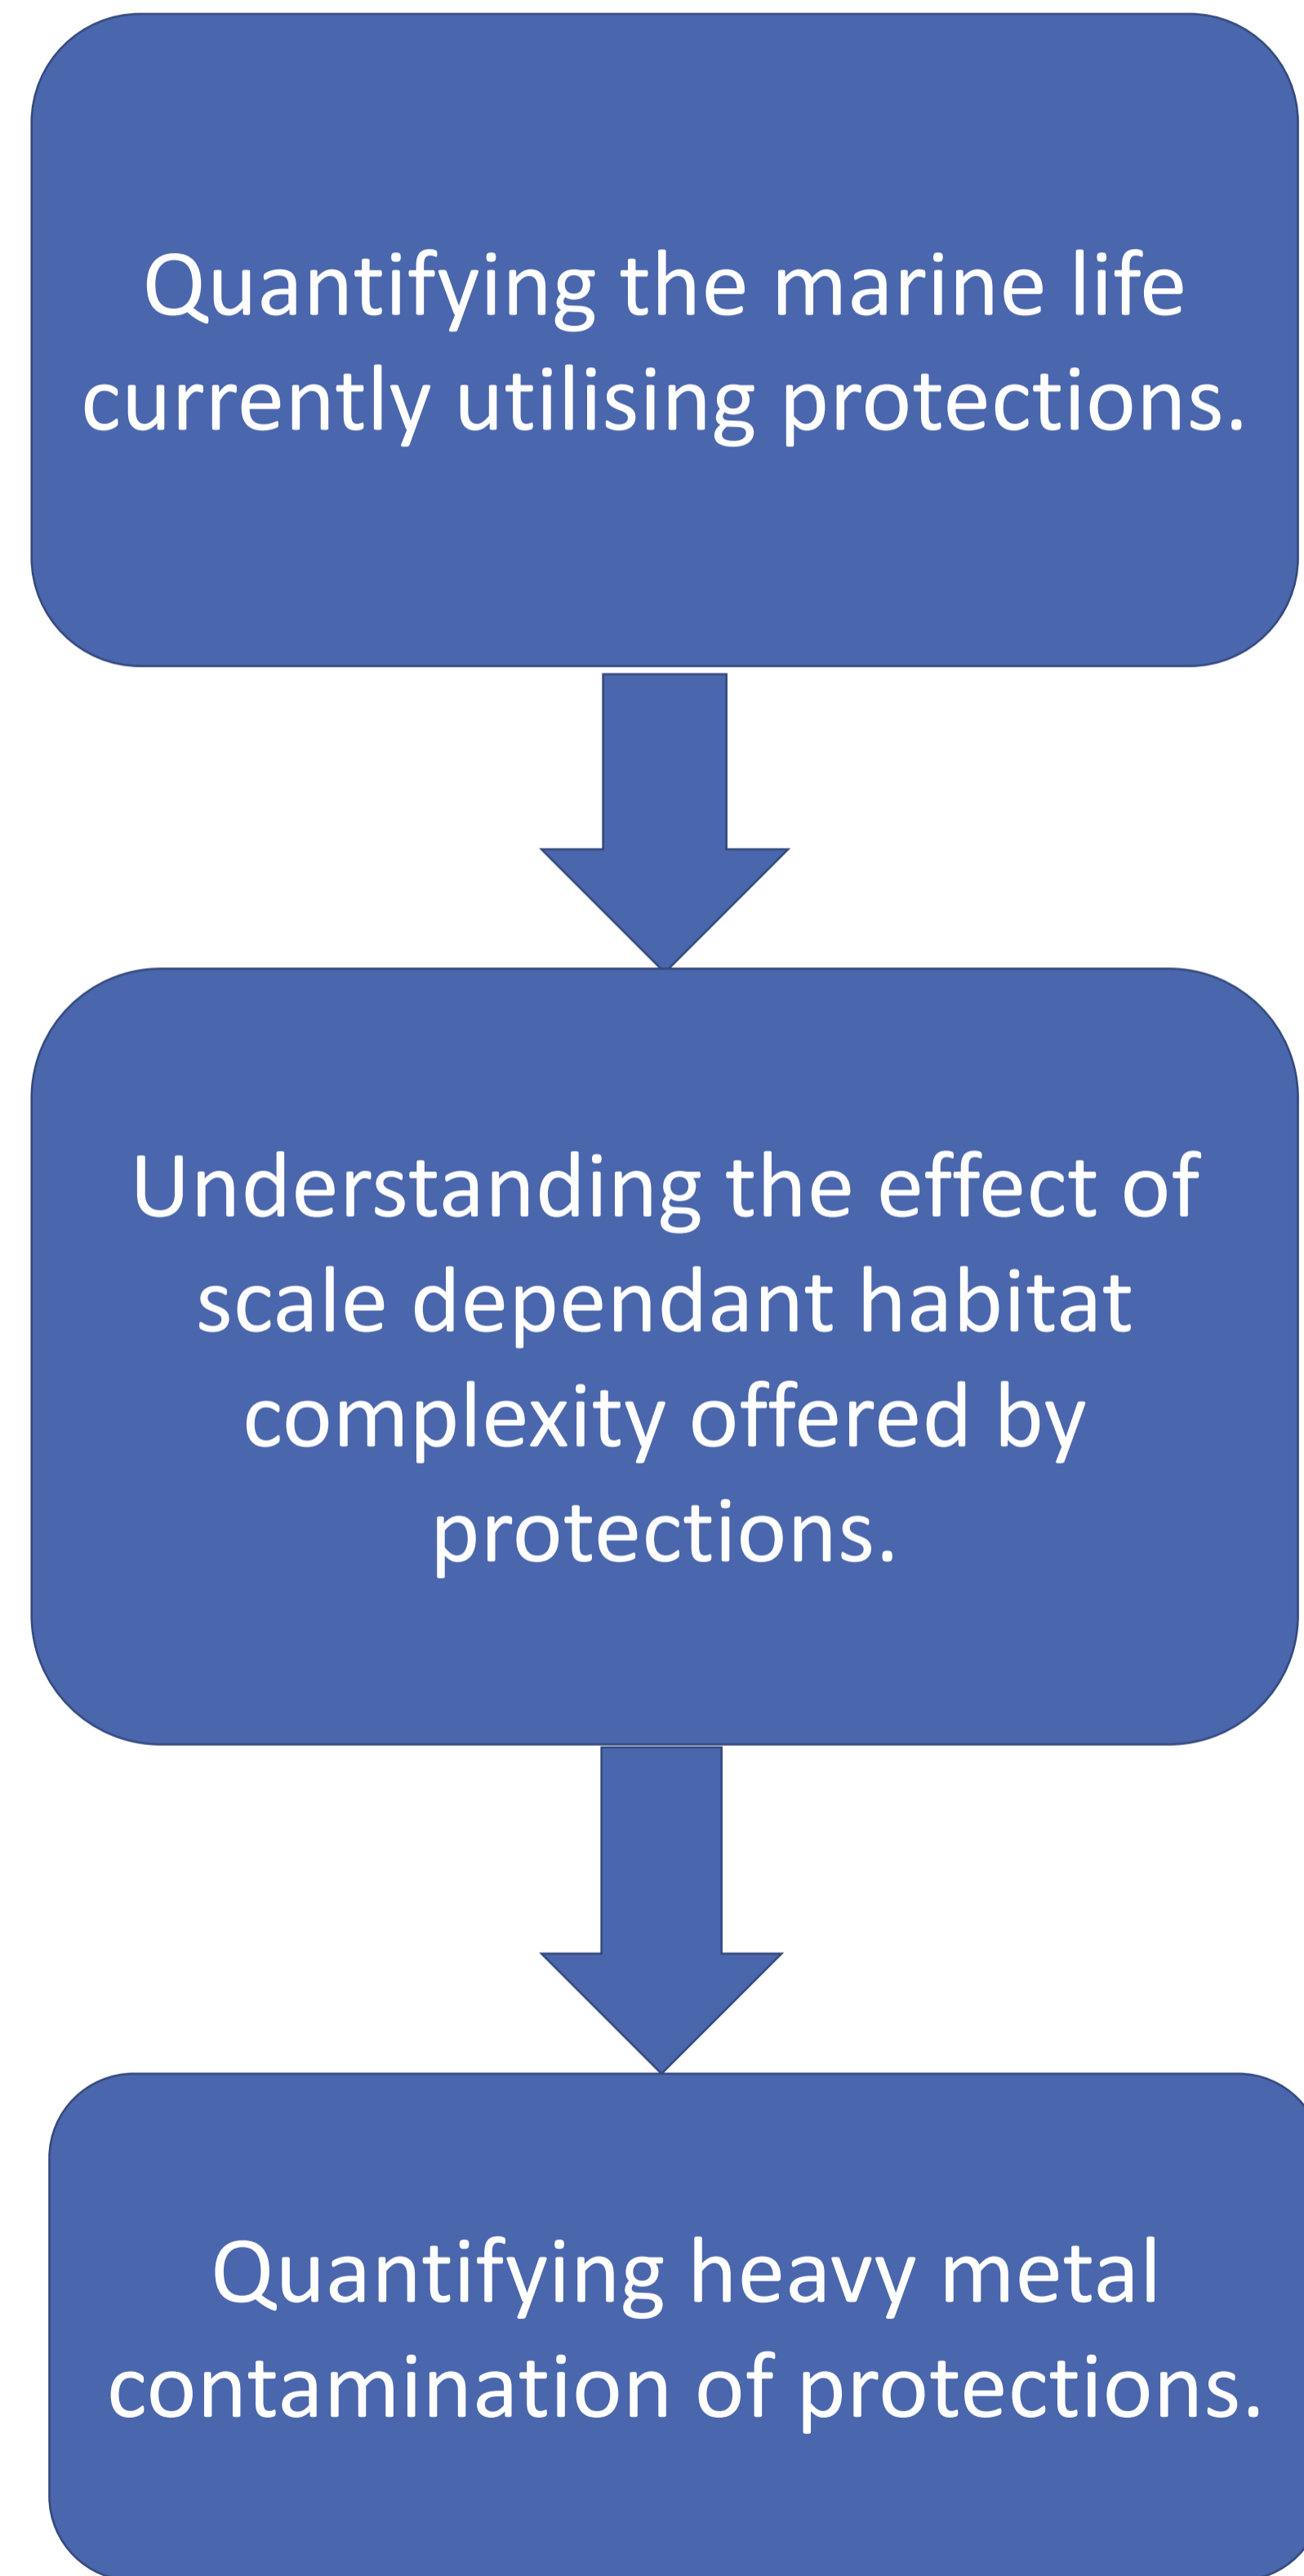 Quantifying the marine life
currently utilising protections.
Understanding the effect of
scale dependant habitat
complexity offered by
protections.
Quantifying heavy metal
contamination of protections.